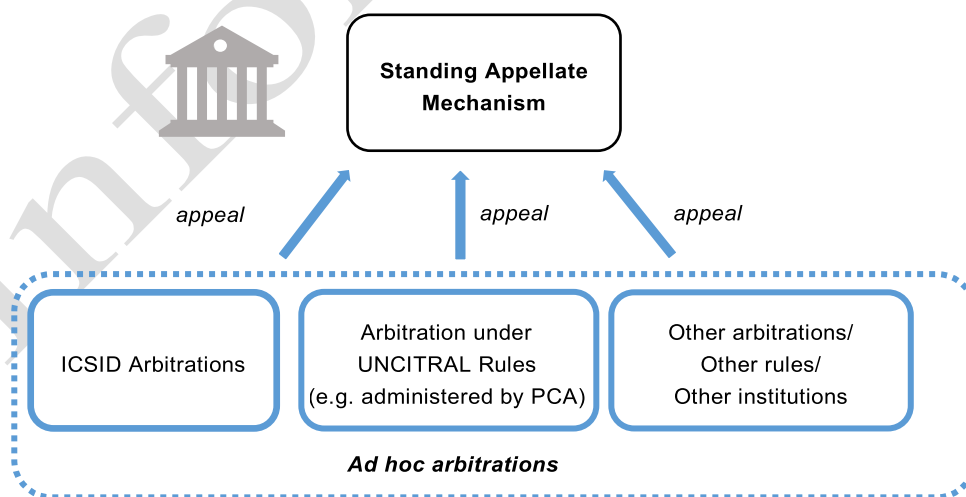 Standing Appellate
Mechanism
appeal
appeal
appeal
ICSID Arbitrations
Arbitration under
UNCITRAL Rules
(e.g. administered by PCA)
Other arbitrations/
Other rules/
Other institutions
Ad hoc arbitrations